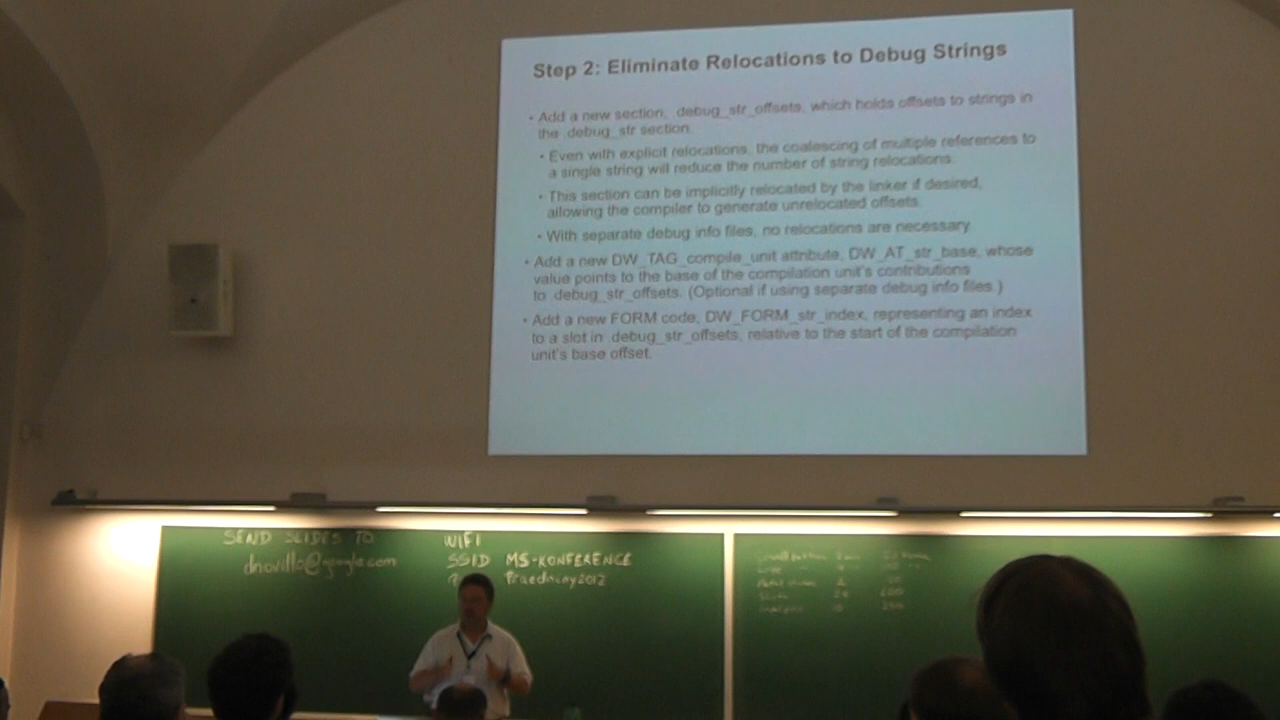 Step 2: Eliminate Relocations to Debug Strings
• Add a new section, debug_str_offsets, which holds offsets to strings in
the debug_str section.
• Even with explicit relocations, the coalescing of multiple references to
a single string will reduce the number of string relocations.
• This section can be implicitly relocated by the linker if desired,
allowing the compiler to generate unrelocated offsets.
• With separate debug info files, no relocations are necessary
• Add a new DW_TAG_compile_unit attribute, DW_AT_str_base, whose
value points to the base of the compilation unit's contributions
to debug_str_offsets. (Optional if using separate debug info files.)
• Add a new FORM code, DW_FORM_str_index, representing an index
to a slot in debug_str_offsets, relative to the start of the compilation
unit's base offset.
SEND SLIDES TO
dnovillo@google.com
WIFI
SSID MS-KONFERENCE
Prazdniny2012